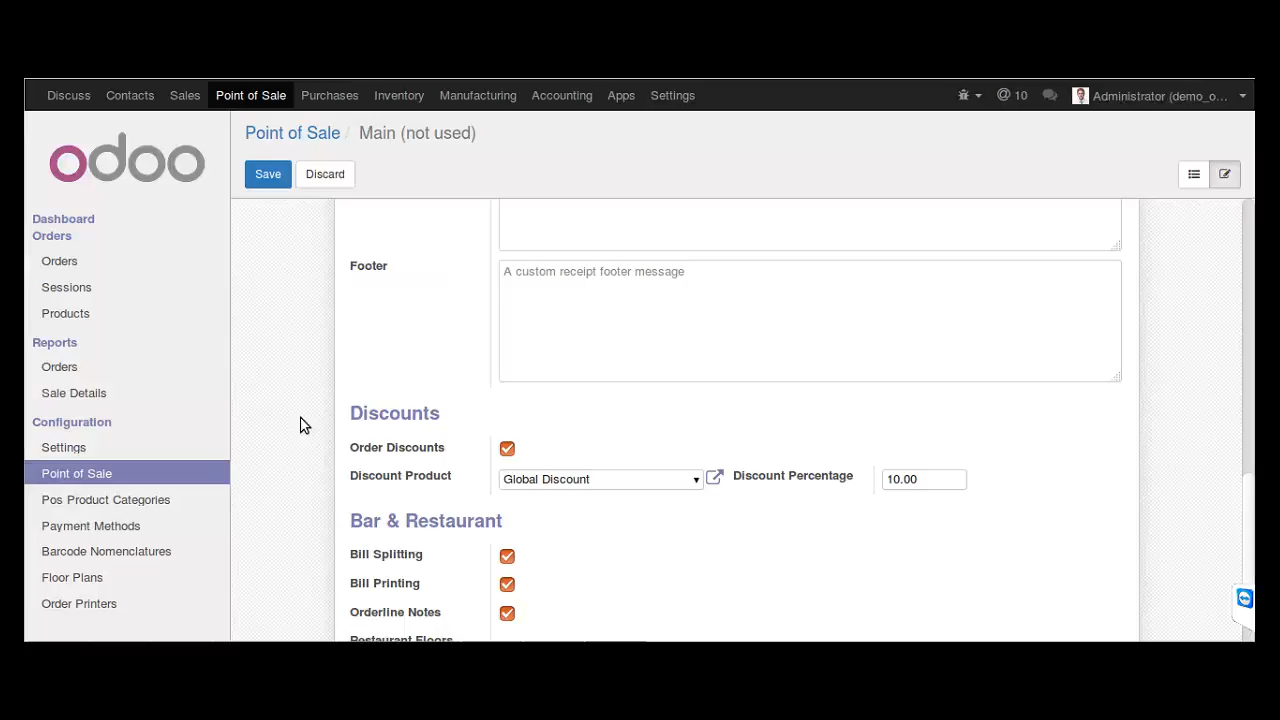 Discuss Contacts Sales Point of Sale Purchases Inventory Manufacturing Accounting Apps Settings @ 10 Administrator (demo_o...
odoo
Point of Sale / Main (not used)
Save Discard
Dashboard
Orders
Orders
Sessions
Products
Reports
Orders
Sale Details
Configuration
Settings
Point of Sale
Pos Product Categories
Payment Methods
Barcode Nomenclatures
Floor Plans
Order Printers
Footer
A custom receipt footer message
Discounts
Order Discounts
Discount Product Global Discount Discount Percentage 10.00
Bar & Restaurant
Bill Splitting
Bill Printing
Orderline Notes
Restaurant Floors